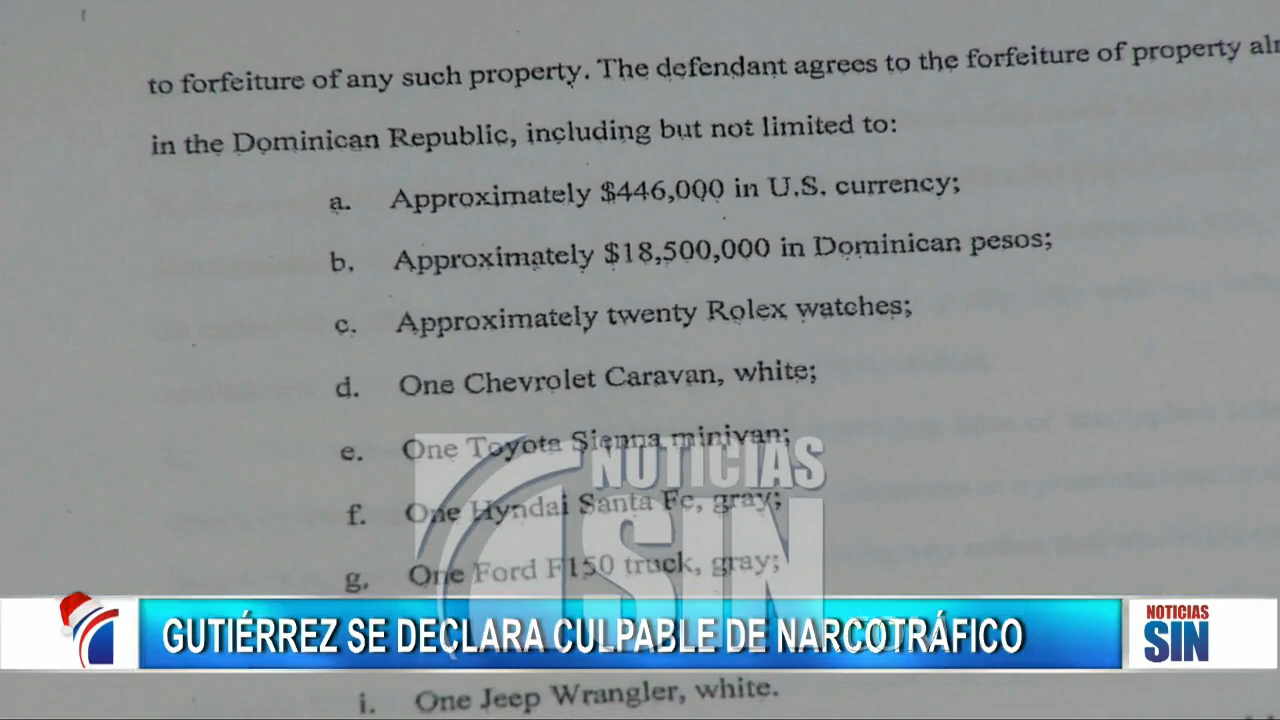 to forfeiture of any such property. The defendant agrees to the forfeiture of property
in the Dominican Republic, including but not limited to:
a. Approximately $446,000 in U.S. currency;
b. Approximately $18,500,000 in Dominican pesos;
c. Approximately twenty Rolex watches;
d. One Chevrolet Caravan, white;
e. One Toyota Sienna minivan;
NOTICIAS
SIN
f. One Hyndai Santa Fe, gray;
g. One Ford F150 truck, gray;
GUTIÉRREZ SE DECLARA CULPABLE DE NARCOTRÁFICO
NOTICIAS
SIN
i. One Jeep Wrangler, white.